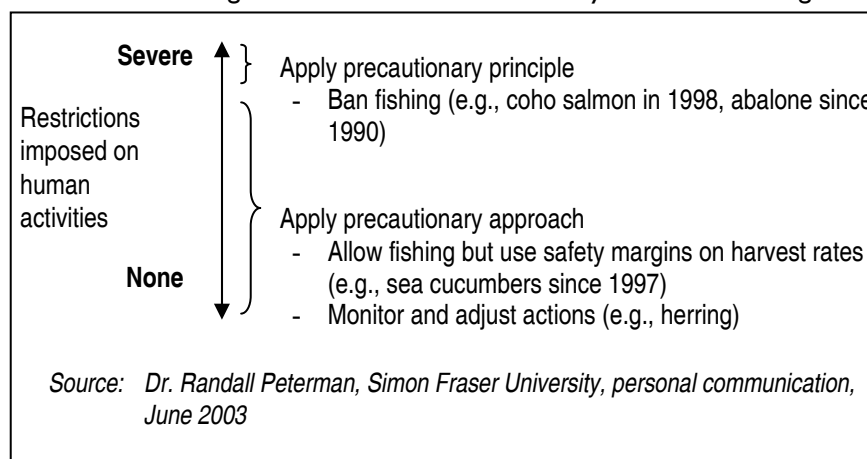 Severe
Restrictions
imposed on
human
activities
None
Apply precautionary principle
- Ban fishing (e.g., coho salmon in 1998, abalone since
1990)
Apply precautionary approach
- Allow fishing but use safety margins on harvest rates
(e.g., sea cucumbers since 1997)
- Monitor and adjust actions (e.g., herring)
Source: Dr. Randall Peterman, Simon Fraser University, personal communication,
June 2003